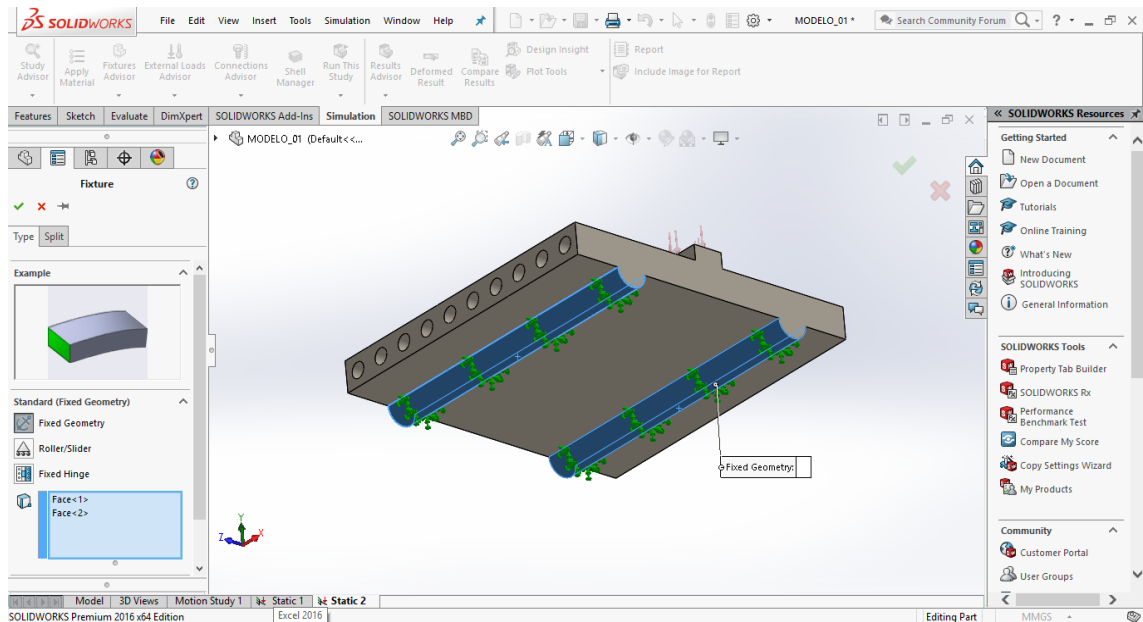 SOLIDWORKS
File Edit View Insert Tools Simulation Window Help
MODELO_01 *
Search Community Forum
Study Advisor
Apply Material
Fixtures Advisor
External Loads Advisor
Connections Advisor
Shell Manager
Run This Study
Results Advisor
Deformed Result
Compare Results
Design Insight
Plot Tools
Report
Include Image for Report
Features Sketch Evaluate DimXpert SOLIDWORKS Add-Ins Simulation SOLIDWORKS MBD
MODELO_01 (Default<<...
Fixture
Type Split
Example
Standard (Fixed Geometry)
Fixed Geometry
Roller/Slider
Fixed Hinge
Face<1>
Face<2>
Fixed Geometry:
Y
Z
X
SOLIDWORKS Resources
Getting Started
New Document
Open a Document
Tutorials
Online Training
What's New
Introducing
SOLIDWORKS
General Information
SOLIDWORKS Tools
Property Tab Builder
SOLIDWORKS Rx
Performance
Benchmark Test
Compare My Score
Copy Settings Wizard
My Products
Community
Customer Portal
User Groups
Model 3D Views Motion Study 1 Static 1 Static 2
SOLIDWORKS Premium 2016 x64 Edition
Excel 2016
Editing Part
MMGS